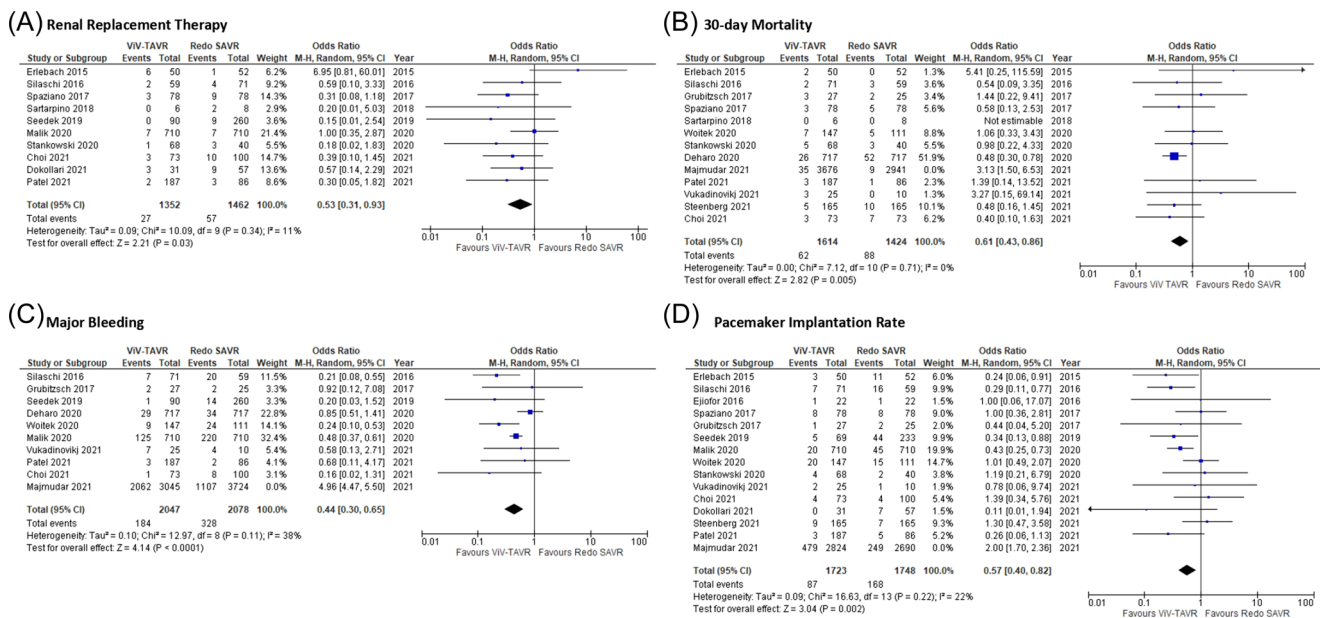 (A) Renal Replacement Therapy
ViV-TAVR Redo SAVR Odds Ratio Odds Ratio
Study or Subgroup Events Total Events Total Weight M-H, Random, 95% CI Year M-H, Random, 95% CI
Erlebach 2015 6 50 1 52 6.2% 6.95 [0.81, 60.01] 2015
Silaschi 2016 2 59 4 71 9.6% 0.59 [0.10, 3.33] 2016
Spaziano 2017 3 78 9 78 14.3% 0.31 [0.08, 1.18] 2017
Sartarpino 2018 0 6 2 8 2.9% 0.20 [0.01, 5.03] 2018
Seedek 2019 0 90 9 260 3.6% 0.15 [0.01, 2.54] 2019
Malik 2020 7 710 7 710 21.4% 1.00 [0.35, 2.87] 2020
Stankowski 2020 1 68 3 40 5.5% 0.18 [0.02, 1.83] 2020
Choi 2021 3 73 10 100 14.5% 0.39 [0.10, 1.45] 2021
Dokollari 2021 3 31 9 57 13.4% 0.57 [0.14, 2.29] 2021
Patel 2021 2 187 3 86 8.6% 0.30 [0.05, 1.82] 2021
Total (95% CI) 1352 1462 100.0% 0.53 [0.31, 0.93]
Total events 27 57
Heterogeneity: Tau² = 0.09; Chi² = 10.09, df = 9 (P = 0.34); I² = 11%
Test for overall effect: Z = 2.21 (P = 0.03)
0.01 0.1 1 10 100
Favours ViV-TAVR Favours Redo SAVR
(B) 30-day Mortality
ViV-TAVR Redo SAVR Odds Ratio Odds Ratio
Study or Subgroup Events Total Events Total Weight M-H, Random, 95% CI Year M-H, Random, 95% CI
Erlebach 2015 2 50 0 52 1.3% 5.41 [0.25, 115.59] 2015
Silaschi 2016 2 71 3 59 3.8% 0.54 [0.09, 3.35] 2016
Grubitzsch 2017 3 27 2 25 3.5% 1.44 [0.22, 9.41] 2017
Spaziano 2017 3 78 5 78 5.6% 0.58 [0.13, 2.53] 2017
Sartorpino 2018 0 6 0 8 Not estimable 2018
Woitek 2020 7 147 5 111 8.8% 1.06 [0.33, 3.43] 2020
Stankowski 2020 5 68 3 40 5.5% 0.98 [0.22, 4.33] 2020
Deharo 2020 26 717 52 717 51.9% 0.48 [0.30, 0.78] 2020
Majmudar 2021 35 3676 9 2941 0.0% 3.13 [1.50, 6.53] 2021
Patel 2021 3 187 1 86 2.3% 1.39 [0.14, 13.52] 2021
Vukadinovikj 2021 3 25 0 10 1.2% 3.27 [0.15, 69.14] 2021
Steenberg 2021 5 165 10 165 10.0% 0.48 [0.16, 1.45] 2021
Choi 2021 3 73 7 73 6.2% 0.40 [0.10, 1.63] 2021
Total (95% CI) 1614 1424 100.0% 0.61 [0.43, 0.86]
Total events 62 88
Heterogeneity: Tau² = 0.00; Chi² = 7.12, df = 10 (P = 0.71); I² = 0%
Test for overall effect: Z = 2.82 (P = 0.005)
0.01 0.1 1 10 100
Favours ViV TAVR Favours Redo SAVR
(C) Major Bleeding
ViV-TAVR Redo SAVR Odds Ratio Odds Ratio
Study or Subgroup Events Total Events Total Weight M-H, Random, 95% CI Year M-H, Random, 95% CI
Silaschi 2016 7 71 20 59 11.5% 0.21 [0.08, 0.55] 2016
Grubitzsch 2017 2 27 2 25 3.3% 0.92 [0.12, 7.08] 2017
Seedek 2019 1 90 14 260 3.2% 0.20 [0.03, 1.52] 2019
Deharo 2020 29 717 34 717 22.8% 0.85 [0.51, 1.41] 2020
Woitek 2020 9 147 24 111 14.1% 0.24 [0.10, 0.53] 2020
Malik 2020 125 710 220 710 32.4% 0.48 [0.37, 0.61] 2020
Vukadinovikj 2021 7 25 4 10 5.2% 0.58 [0.13, 2.71] 2021
Patel 2021 3 187 2 86 4.0% 0.68 [0.11, 4.17] 2021
Choi 2021 1 73 8 100 3.5% 0.16 [0.02, 1.31] 2021
Majmudar 2021 2062 3045 1107 3724 0.0% 4.96 [4.47, 5.50] 2021
Total (95% CI) 2047 2078 100.0% 0.44 [0.30, 0.65]
Total events 184 328
Heterogeneity: Tau² = 0.10; Chi² = 12.97, df = 8 (P = 0.11); I² = 38%
Test for overall effect: Z = 4.14 (P < 0.0001)
0.01 0.1 1 10 100
Favours ViV-TAVR Favours Redo SAVR
(D) Pacemaker Implantation Rate
ViV-TAVR Redo SAVR Odds Ratio Odds Ratio
Study or Subgroup Events Total Events Total Weight M-H, Random, 95% CI Year M-H, Random, 95% CI
Erlebach 2015 3 50 11 52 6.0% 0.24 [0.06, 0.91] 2015
Silaschi 2016 7 71 16 59 9.9% 0.29 [0.11, 0.77] 2016
Ejiofor 2016 1 22 1 22 1.6% 1.00 [0.06, 17.07] 2016
Spaziano 2017 8 78 8 78 9.0% 1.00 [0.36, 2.81] 2017
Grubitzsch 2017 1 27 2 25 2.1% 0.44 [0.04, 5.20] 2017
Seedek 2019 5 69 44 233 10.0% 0.34 [0.13, 0.88] 2019
Malik 2020 20 710 45 710 19.9% 0.43 [0.25, 0.73] 2020
Woitek 2020 20 147 15 111 14.3% 1.01 [0.49, 2.07] 2020
Stankowski 2020 4 68 2 40 4.0% 1.19 [0.21, 6.79] 2020
Vukadinovikj 2021 2 25 1 10 2.0% 0.78 [0.06, 9.74] 2021
Choi 2021 4 73 4 100 5.7% 1.39 [0.34, 5.76] 2021
Dokollari 2021 0 31 7 57 1.6% 0.11 [0.01, 1.94] 2021
Steenberg 2021 9 165 7 165 9.2% 1.30 [0.47, 3.58] 2021
Patel 2021 3 187 5 86 5.2% 0.26 [0.06, 1.13] 2021
Majmudar 2021 479 2824 249 2690 0.0% 2.00 [1.70, 2.36] 2021
Total (95% CI) 1723 1748 100.0% 0.57 [0.40, 0.82]
Total events 87 168
Heterogeneity: Tau² = 0.09; Chi² = 16.63, df = 13 (P = 0.22); I² = 22%
Test for overall effect: Z = 3.04 (P = 0.002)
0.01 0.1 1 10 100
Favours ViV-TAVR Favours Redo SAVR